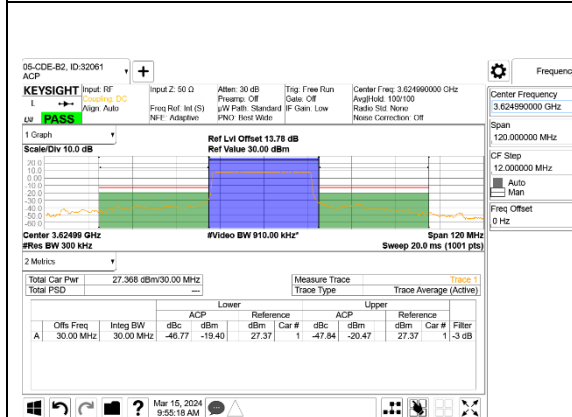 05-CDE-B2, ID:32061
ACP
Frequenc
KEYSIGHT Input: RF Input Z: 50 Ω Atten: 30 dB Trig: Free Run Center Freq: 3.624990000 GHz
Coupling: DC Preamp: Off Gate: Off Avg|Hold: 100/100
Align: Auto Freq Ref: Int (S) µW Path: Standard IF Gain: Low Radio Std: None
NFE: Adaptive PNO: Best Wide Noise Correction: Off
PASS
Center Frequency
3.624990000 GHz
Span
120.000000 MHz
CF Step
12.000000 MHz
Auto
Man
Freq Offset
0 Hz
1 Graph
Ref Lvl Offset 13.78 dB
Scale/Div 10.0 dB Ref Value 30.00 dBm
20.0
10.0
0.00
-10.0
-20.0
-30.0
-40.0
-50.0
-60.0
Center 3.62499 GHz #Video BW 910.00 kHz* Span 120 MHz
#Res BW 300 kHz Sweep 20.0 ms (1001 pts)
2 Metrics
Total Car Pwr 27.368 dBm/30.00 MHz Measure Trace Trace 1
Total PSD --- Trace Type Trace Average (Active)
Lower Upper
ACP Reference ACP Reference
Offs Freq Integ BW dBc dBm dBm Car # dBc dBm dBm Car # Filter
A 30.00 MHz 30.00 MHz -46.77 -19.40 27.37 1 -47.84 -20.47 27.37 1 -3 dB
Mar 15, 2024
9:55:18 AM